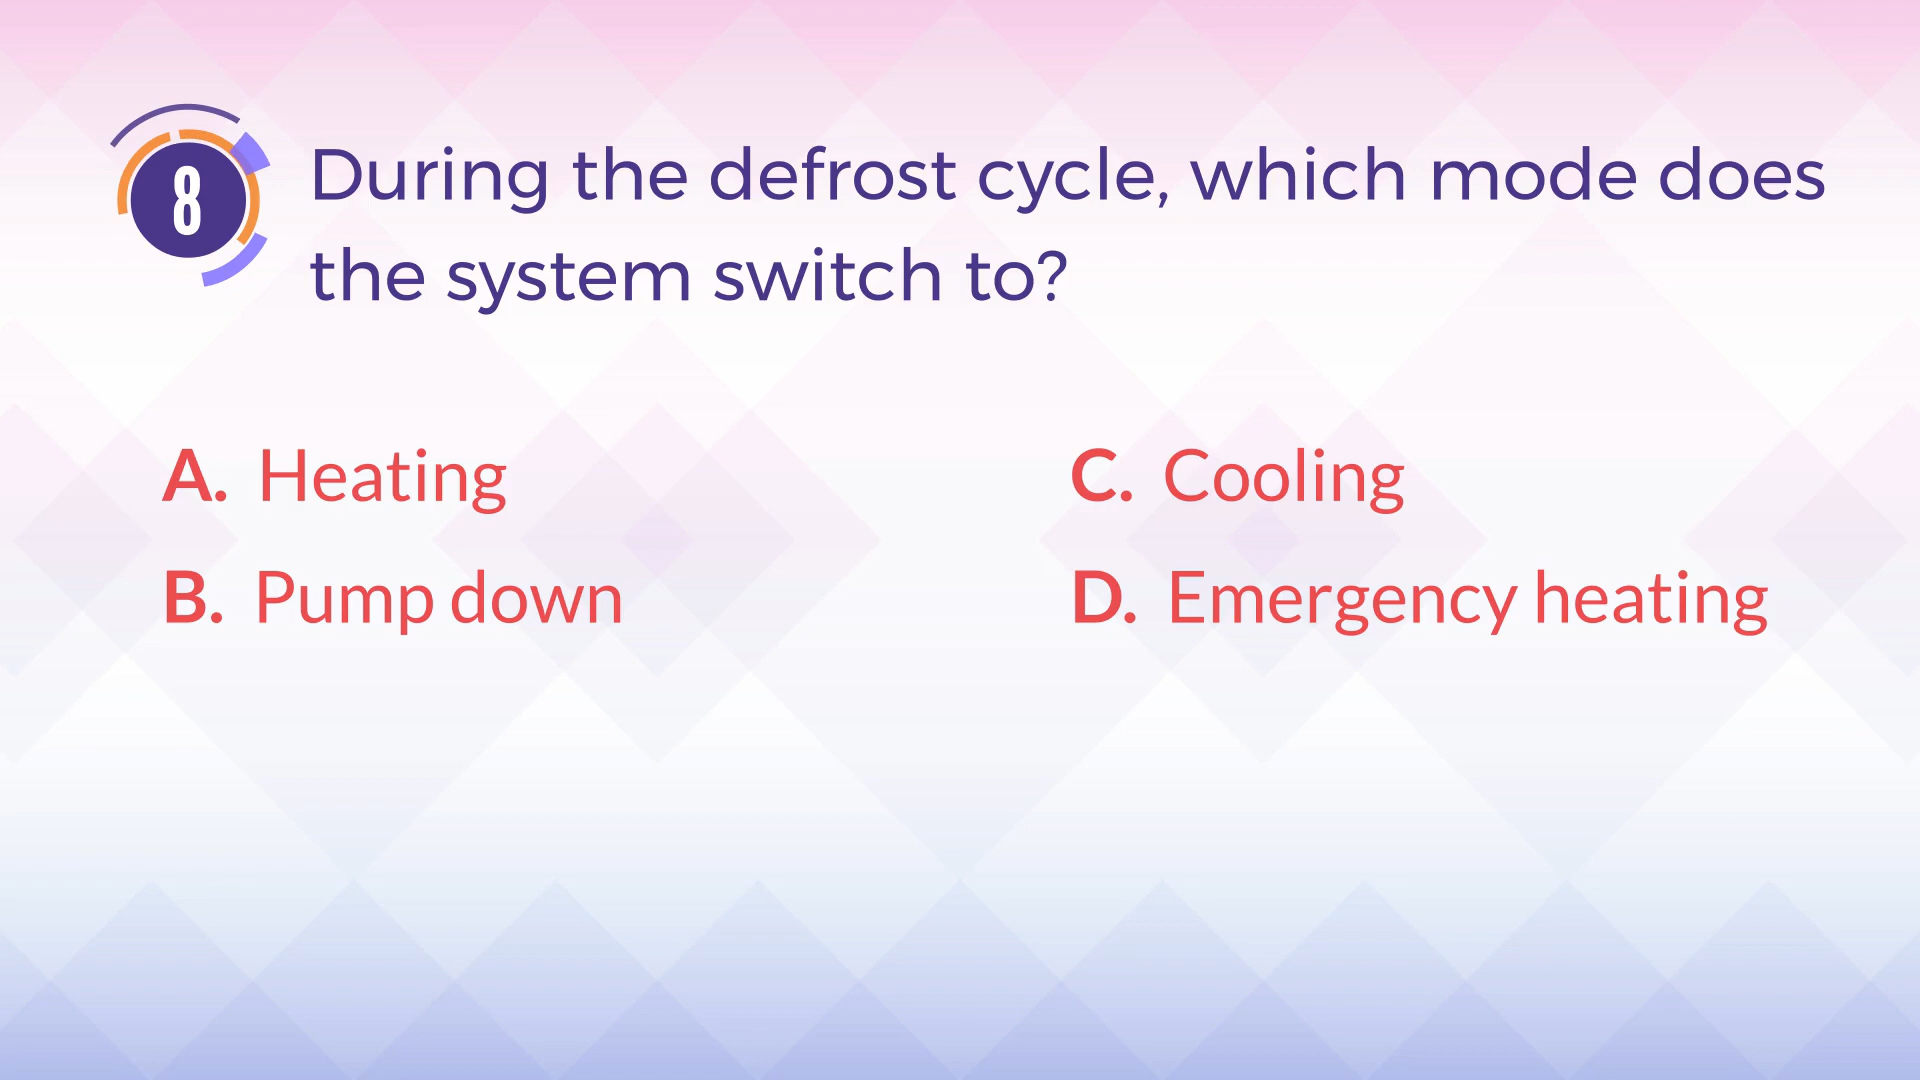 8
During the defrost cycle, which mode does
the system switch to?
A. Heating
B. Pump down
C. Cooling
D. Emergency heating